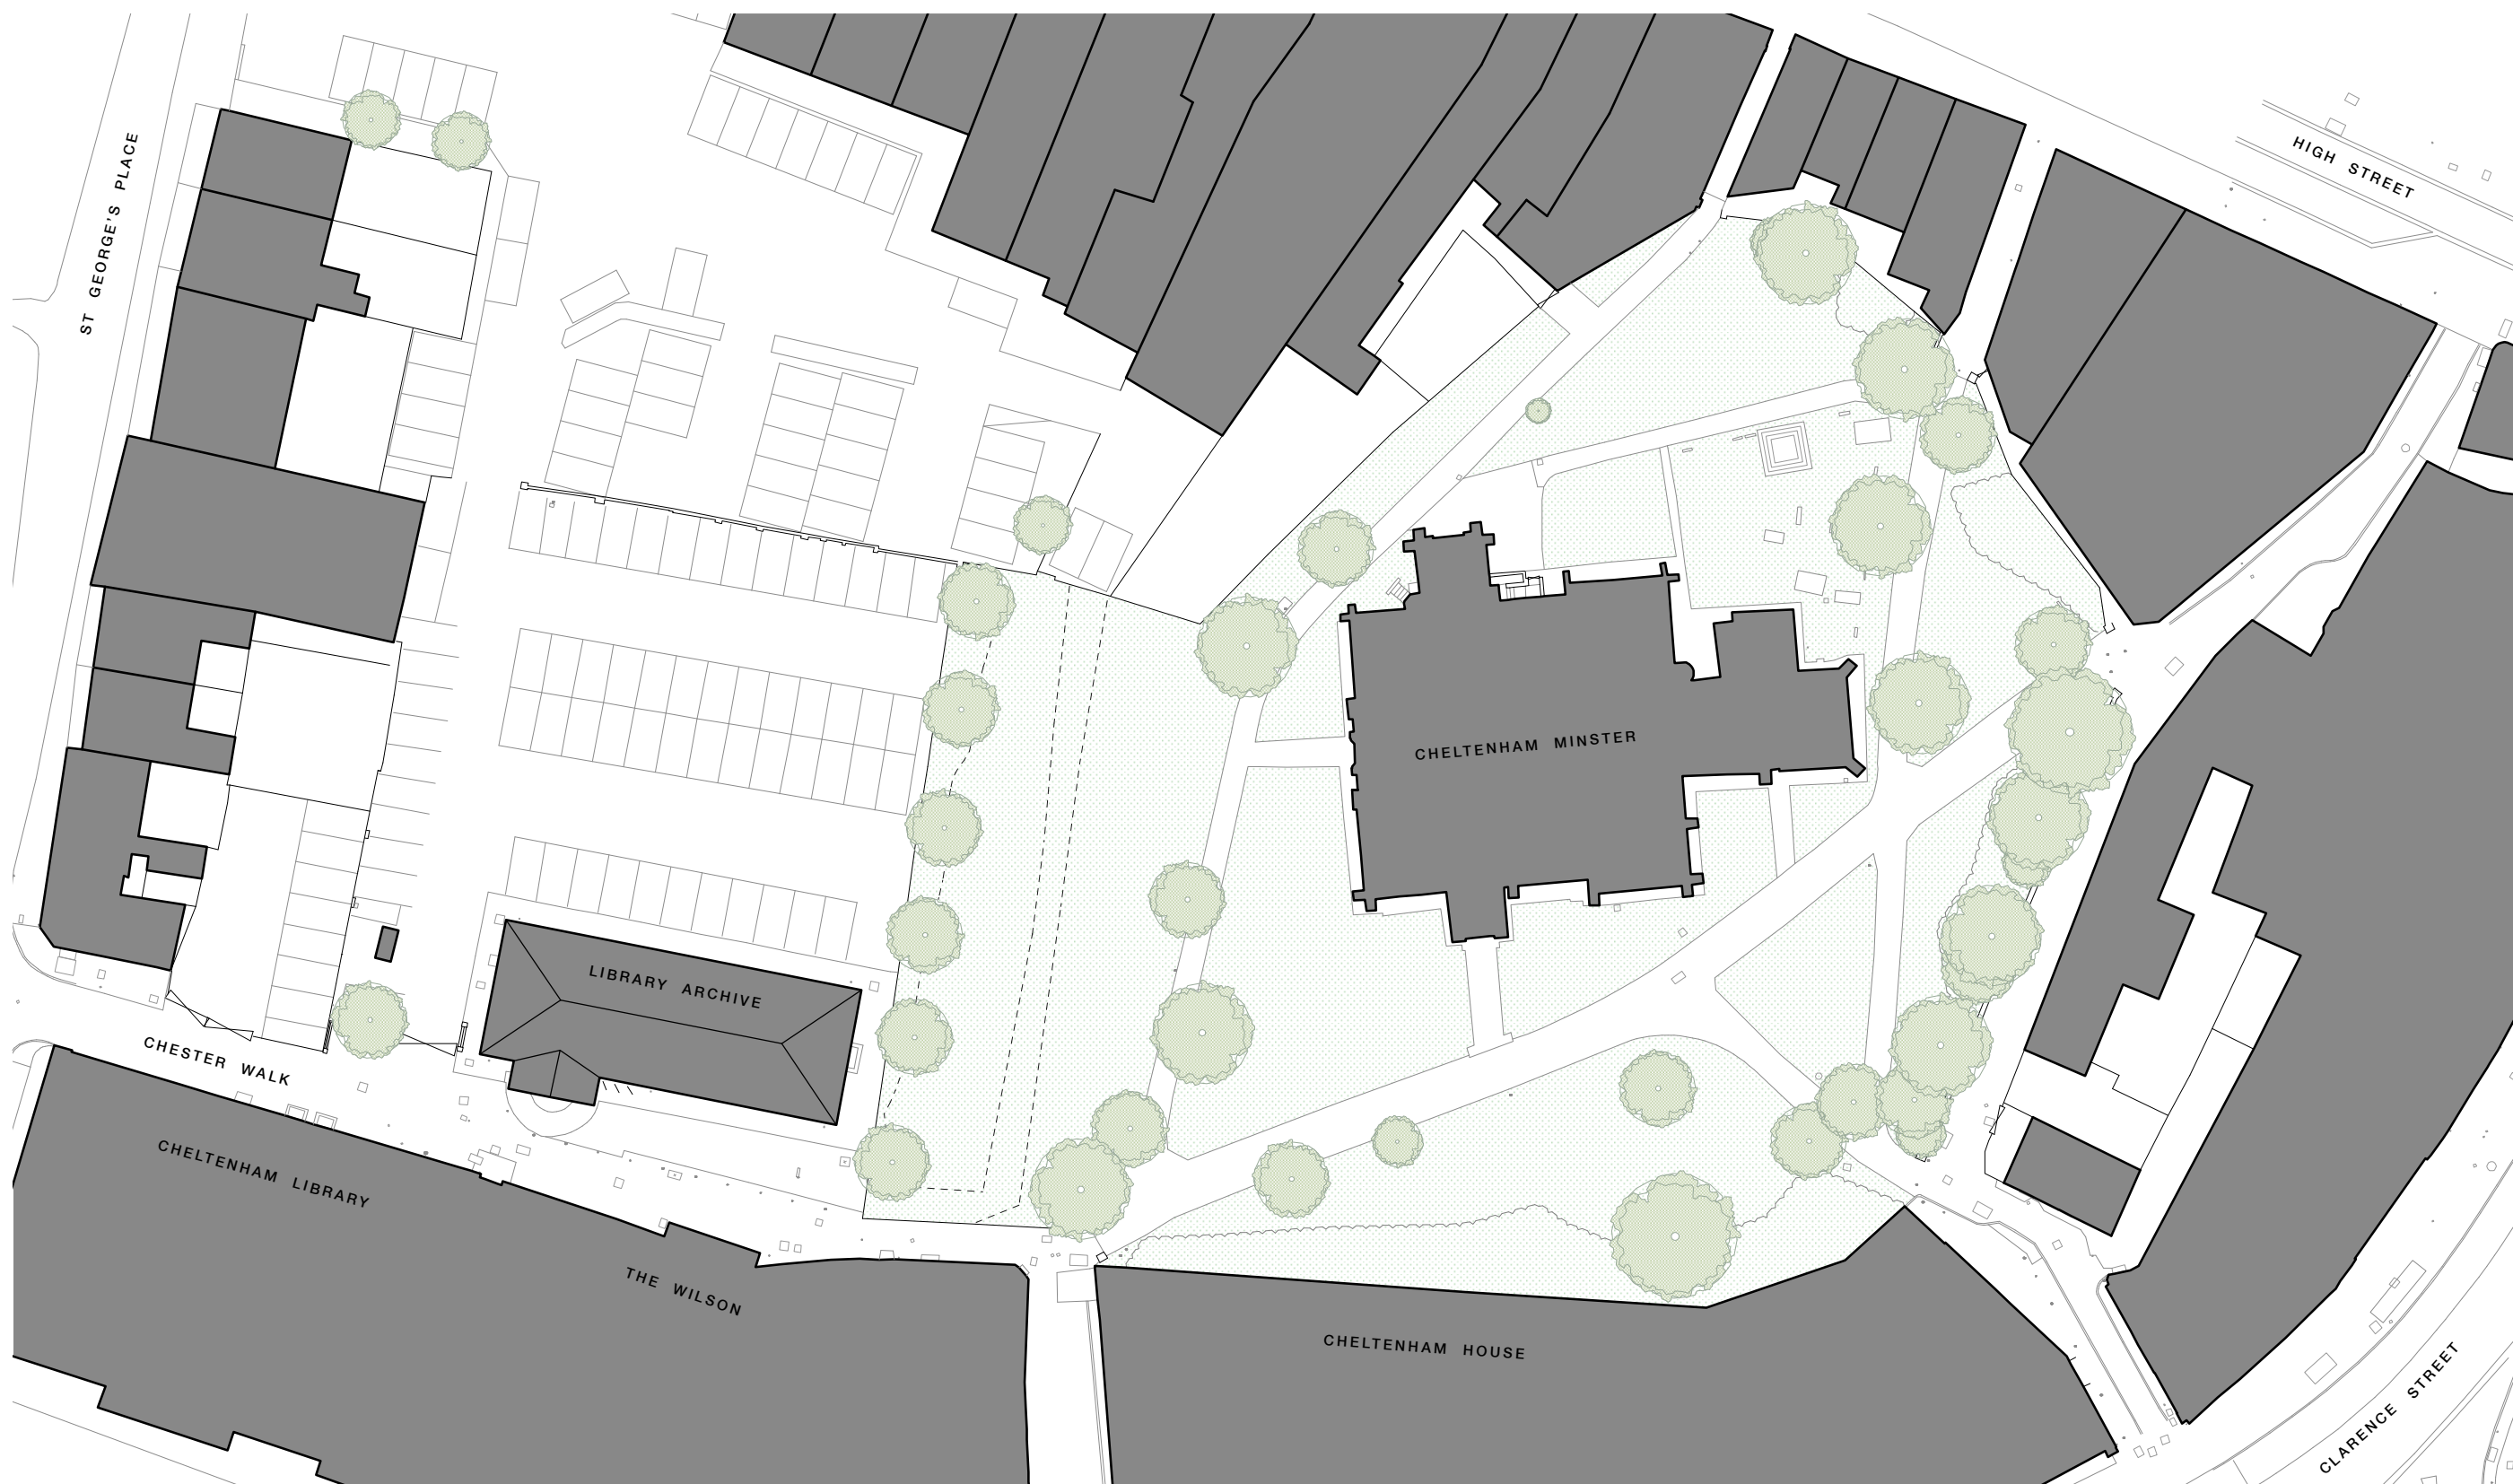 ST GEORGE'S PLACE
HIGH STREET
CHELTENHAM MINSTER
LIBRARY ARCHIVE
CHESTER WALK
CHELTENHAM LIBRARY
THE WILSON
CHELTENHAM HOUSE
CLARENCE STREET